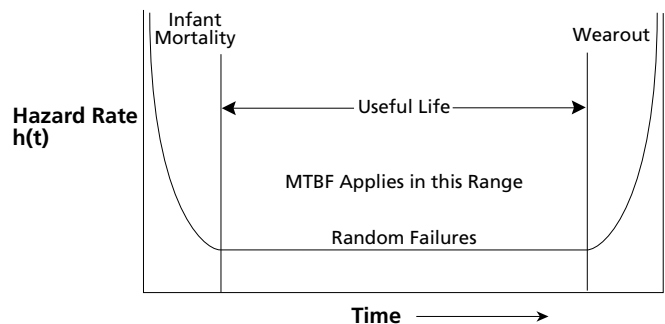 Infant
Mortality
Wearout
Useful Life
Hazard Rate
h(t)
MTBF Applies in this Range
Random Failures
Time